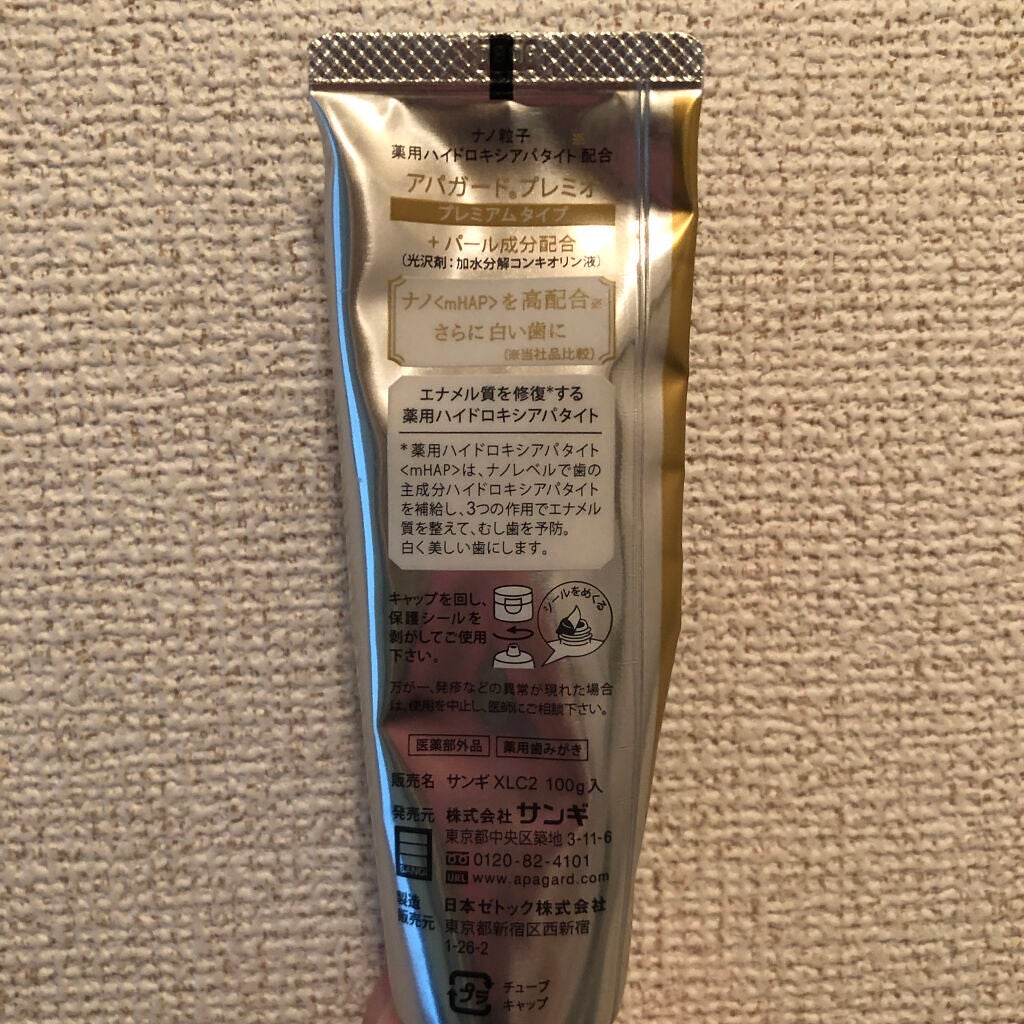 ナノ粒子
薬用ハイドロキシアパタイト※配合
アパガード®プレミオ
プレミアムタイプ
+パール成分配合
(光沢剤:加水分解コンキオリン液)
ナノ<mHAP>を高配合※
さらに白い歯に
(※当社品比較)
エナメル質を修復*する
薬用ハイドロキシアパタイト
*薬用ハイドロキシアパタイト
<mHAP>は、ナノレベルで歯の
主成分ハイドロキシアパタイト
を補給し、3つの作用でエナメル
質を整えて、むし歯を予防。
白く美しい歯にします。
キャップを回し、
保護シールを
剥がしてご使用
下さい。
シールをめくる
万が一、発疹などの異常が現れた場合
は、使用を中止し、医師にご相談下さい。
医薬部外品 薬用歯みがき
販売名 サンギXLC2 100g入
発売元 株式会社サンギ
東京都中央区築地3-11-6
0120-82-4101
URL www.apagard.com
SANGI
製造
販売元
日本ゼトック株式会社
東京都新宿区西新宿
1-26-2
プラ
チューブ
キャップ